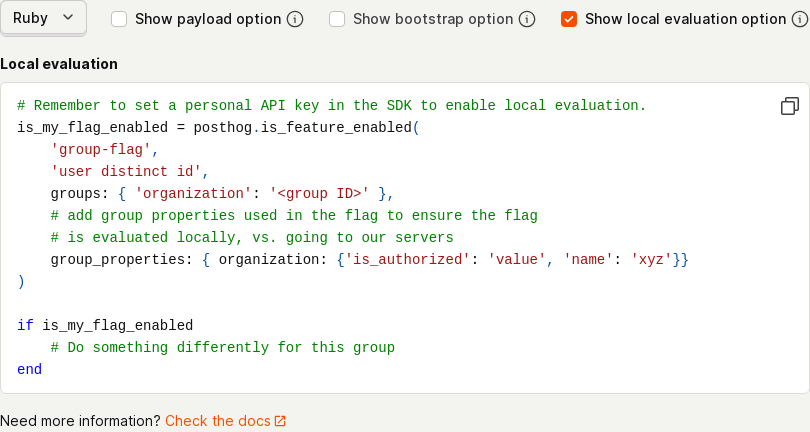 Ruby
Show payload option
Show bootstrap option
Show local evaluation option
Local evaluation
# Remember to set a personal API key in the SDK to enable local evaluation.
is_my_flag_enabled = posthog.is_feature_enabled(
    'group-flag',
    'user distinct id',
    groups: { 'organization': '<group ID>' },
    # add group properties used in the flag to ensure the flag
    # is evaluated locally, vs. going to our servers
    group_properties: { organization: {'is_authorized': 'value', 'name': 'xyz'}}
)
if is_my_flag_enabled
    # Do something differently for this group
end
Need more information? Check the docs